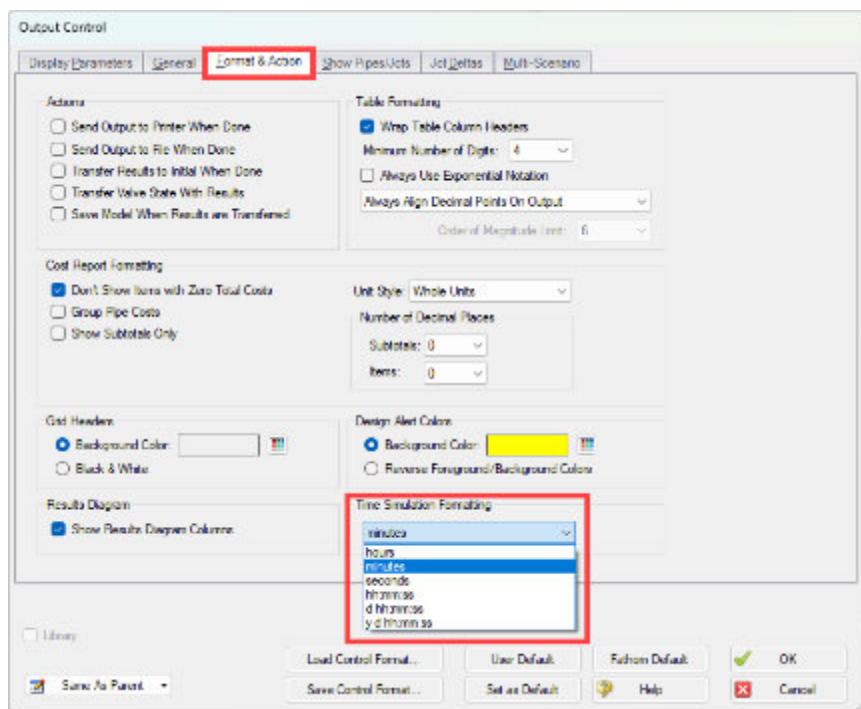 Output Control
Display Parameters General Format & Action Show Pipes/Jcts Jct Deltas Multi-Scenario
Actions
Send Output to Printer When Done
Send Output to File When Done
Transfer Results to Initial When Done
Transfer Valve State With Results
Save Model When Results are Transferred
Table Formatting
Wrap Table Column Headers
Minimum Number of Digits: 4
Always Use Exponential Notation
Always Align Decimal Points On Output
Order of Magnitude Limit: 6
Cost Report Formatting
Don't Show Items with Zero Total Costs
Group Pipe Costs
Show Subtotals Only
Unit Style: Whole Units
Number of Decimal Places
Subtotals: 0
Items: 0
Grid Headers
Background Color:
Black & White
Design Alert Colors
Background Color:
Reverse Foreground/Background Colors
Results Diagram
Show Results Diagram Columns
Time Simulation Formatting
minutes
hours
minutes
seconds
hh:mm:ss
d hh:mm:ss
y d hh:mm:ss
Library
Load Control Format... User Default Fathom Default OK
Same As Parent Save Control Format... Set as Default Help Cancel